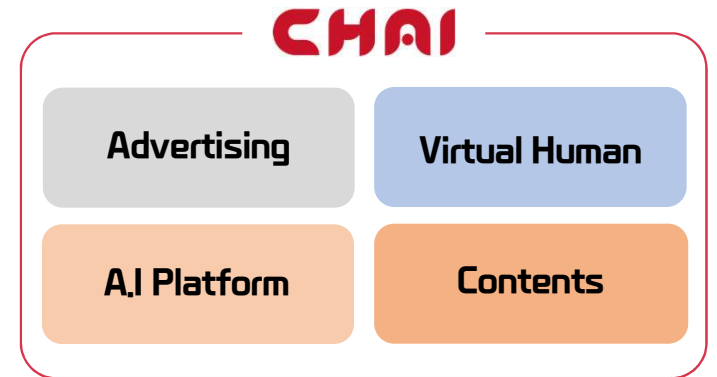 CHAI
Advertising
Virtual Human
A.I Platform
Contents